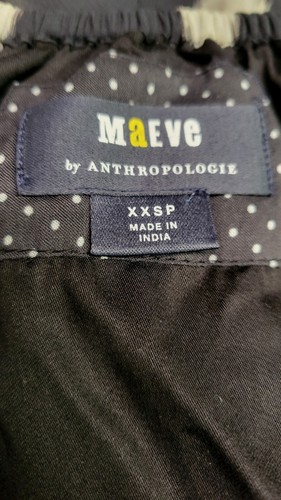 MaEVe
by ANTHROPOLOGIE
XXSP
MADE IN
INDIA